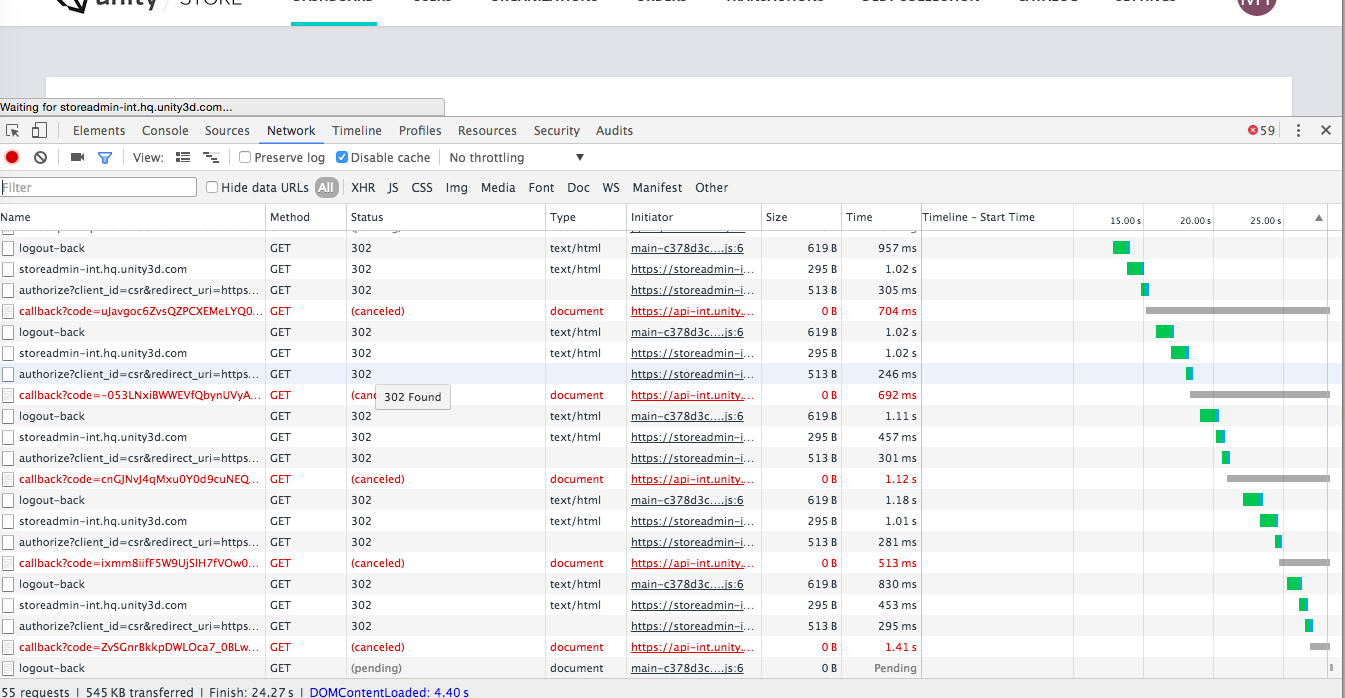 unity / STORE
Waiting for storeadmin-int.hq.unity3d.com...
Elements Console Sources Network Timeline Profiles Resources Security Audits 59
View: Preserve log Disable cache No throttling
Filter Hide data URLs All XHR JS CSS Img Media Font Doc WS Manifest Other
Name Method Status Type Initiator Size Time Timeline – Start Time 15.00 s 20.00 s 25.00 s
logout-back GET 302 text/html main-c378d3c....js:6 619 B 957 ms
storeadmin-int.hq.unity3d.com GET 302 text/html https://storeadmin-i... 295 B 1.02 s
authorize?client_id=csr&redirect_uri=https... GET 302 https://storeadmin-i... 513 B 305 ms
callback?code=uJavgoc6ZvsQZPCXEMeLYQ0... GET (canceled) document https://api-int.unity.... 0 B 704 ms
logout-back GET 302 text/html main-c378d3c....js:6 619 B 1.02 s
storeadmin-int.hq.unity3d.com GET 302 text/html https://storeadmin-i... 295 B 1.02 s
authorize?client_id=csr&redirect_uri=https... GET 302 https://storeadmin-i... 513 B 246 ms
callback?code=-053LNxiBWWEVfQbynUVyA... GET (canc 302 Found document https://api-int.unity.... 0 B 692 ms
logout-back GET 302 text/html main-c378d3c....js:6 619 B 1.11 s
storeadmin-int.hq.unity3d.com GET 302 text/html https://storeadmin-i... 295 B 457 ms
authorize?client_id=csr&redirect_uri=https... GET 302 https://storeadmin-i... 513 B 301 ms
callback?code=cnGJNvJ4qMxu0Y0d9cuNEQ... GET (canceled) document https://api-int.unity.... 0 B 1.12 s
logout-back GET 302 text/html main-c378d3c....js:6 619 B 1.18 s
storeadmin-int.hq.unity3d.com GET 302 text/html https://storeadmin-i... 295 B 1.01 s
authorize?client_id=csr&redirect_uri=https... GET 302 https://storeadmin-i... 513 B 281 ms
callback?code=ixmm8iifF5W9UjSlH7fVOw0... GET (canceled) document https://api-int.unity.... 0 B 513 ms
logout-back GET 302 text/html main-c378d3c....js:6 619 B 830 ms
storeadmin-int.hq.unity3d.com GET 302 text/html https://storeadmin-i... 295 B 453 ms
authorize?client_id=csr&redirect_uri=https... GET 302 https://storeadmin-i... 513 B 295 ms
callback?code=ZvSGnrBkkpDWLOca7_0BLw... GET (canceled) document https://api-int.unity.... 0 B 1.41 s
logout-back GET (pending) document main-c378d3c....js:6 0 B Pending
55 requests | 545 KB transferred | Finish: 24.27 s | DOMContentLoaded: 4.40 s